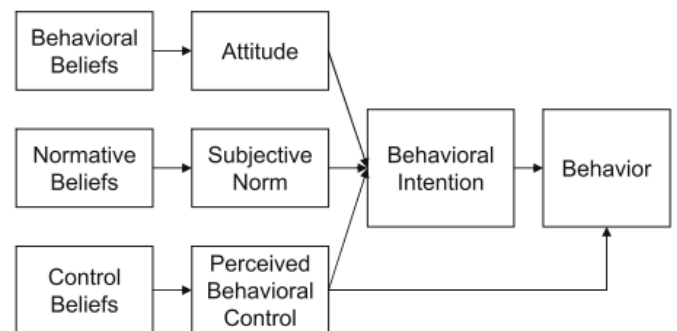 Behavioral
Beliefs
Attitude
Normative
Beliefs
Subjective
Norm
Behavioral
Intention
Behavior
Control
Beliefs
Perceived
Behavioral
Control